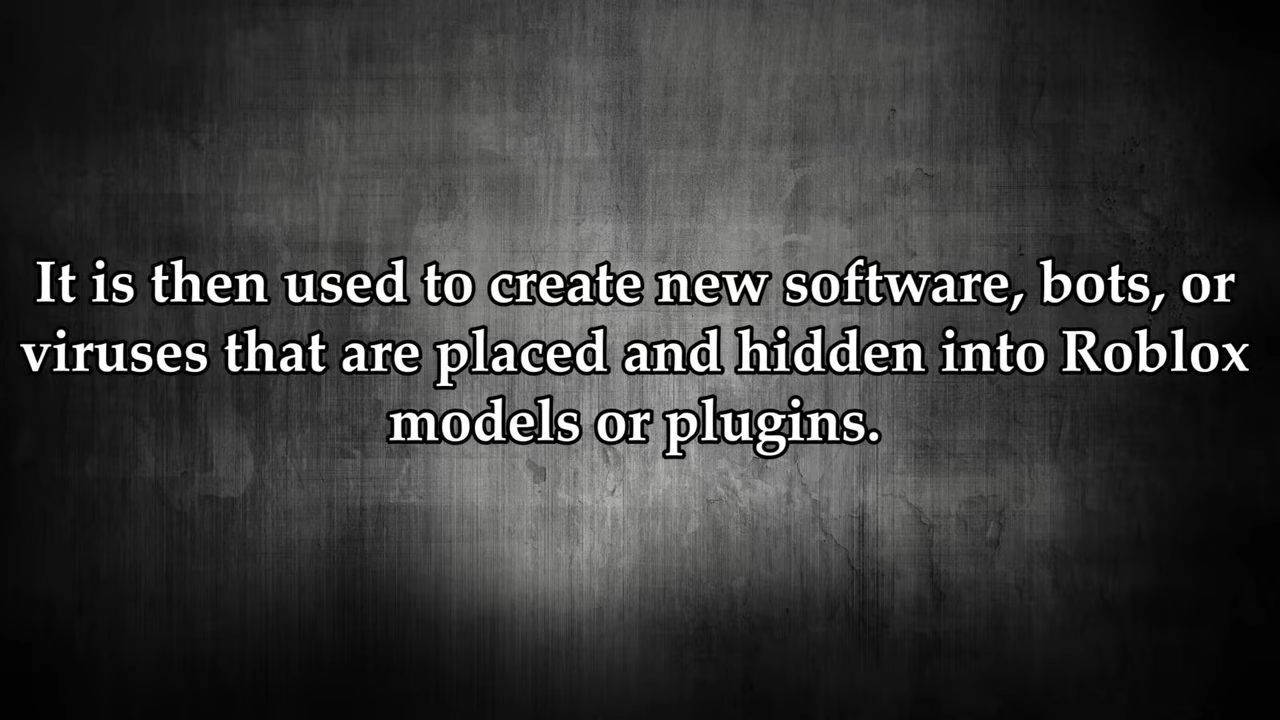 It is then used to create new software, bots, or
viruses that are placed and hidden into Roblox
models or plugins.